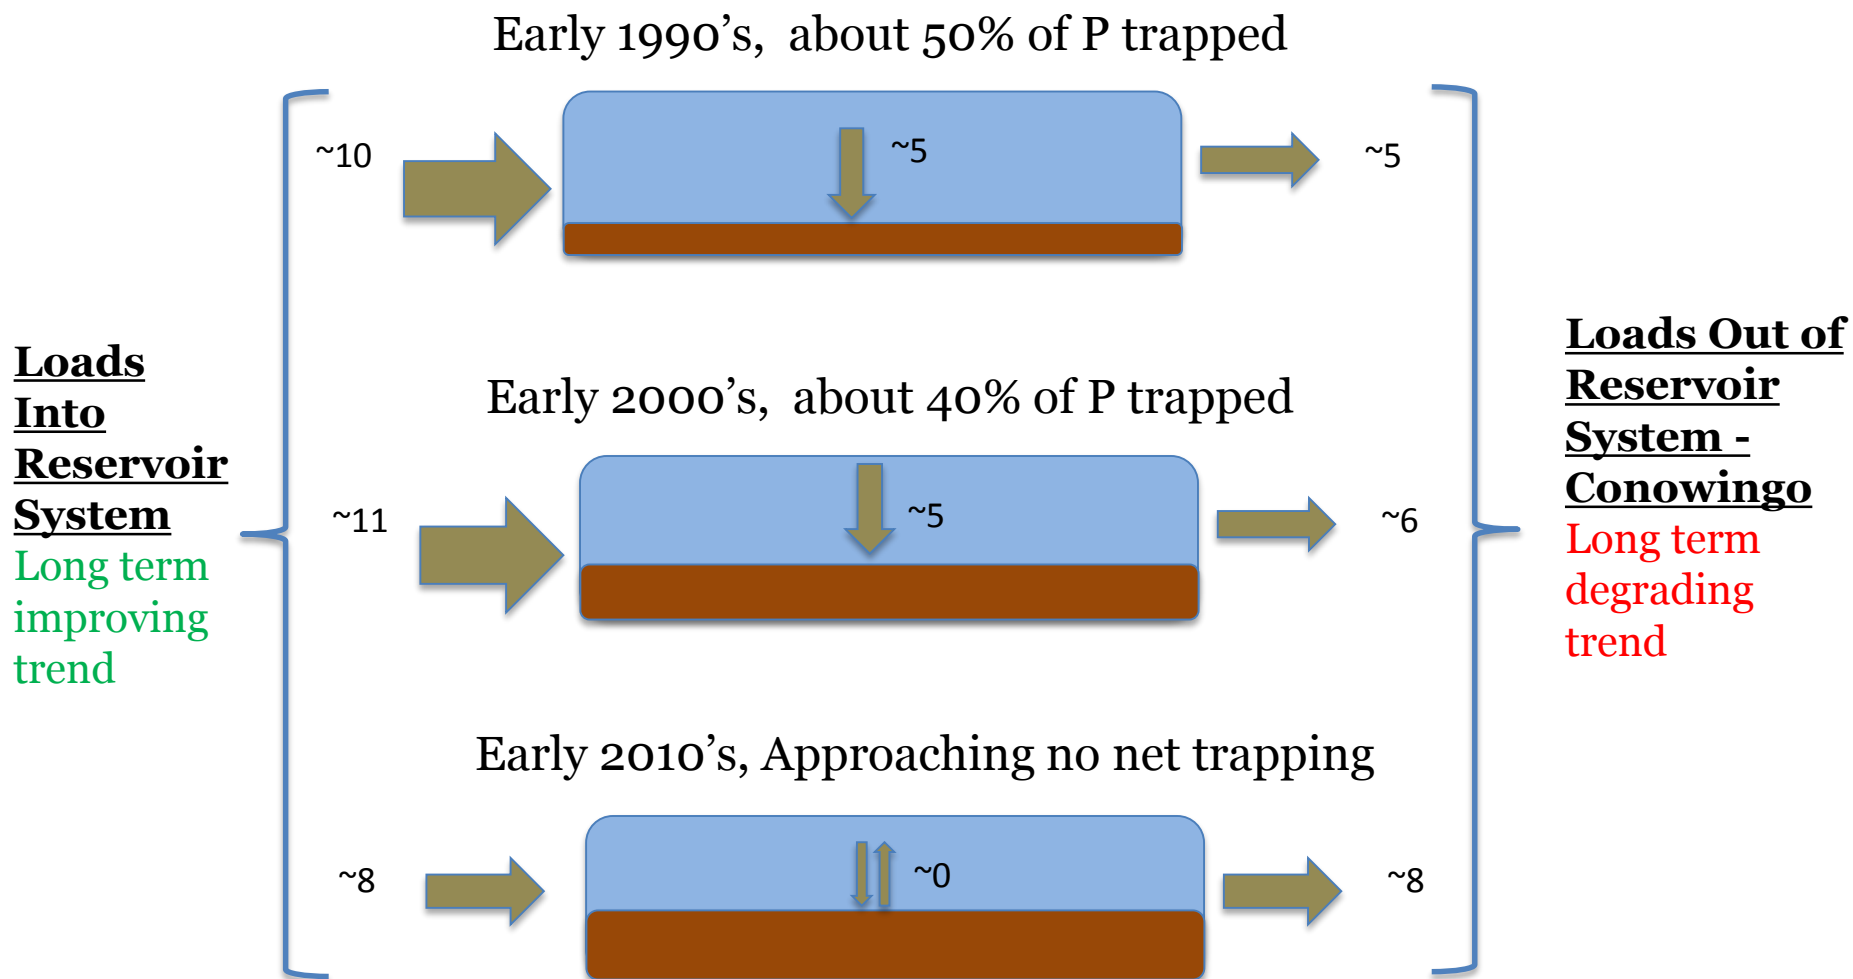 Early 1990’s,  about 50% of P trapped
~10
~5
~5
Loads
Into
Reservoir
System
Long term
improving
trend
Early 2000’s,  about 40% of P trapped
~11
~5
~6
Loads Out of
Reservoir
System -
Conowingo
Long term
degrading
trend
Early 2010’s, Approaching no net trapping
~8
~0
~8